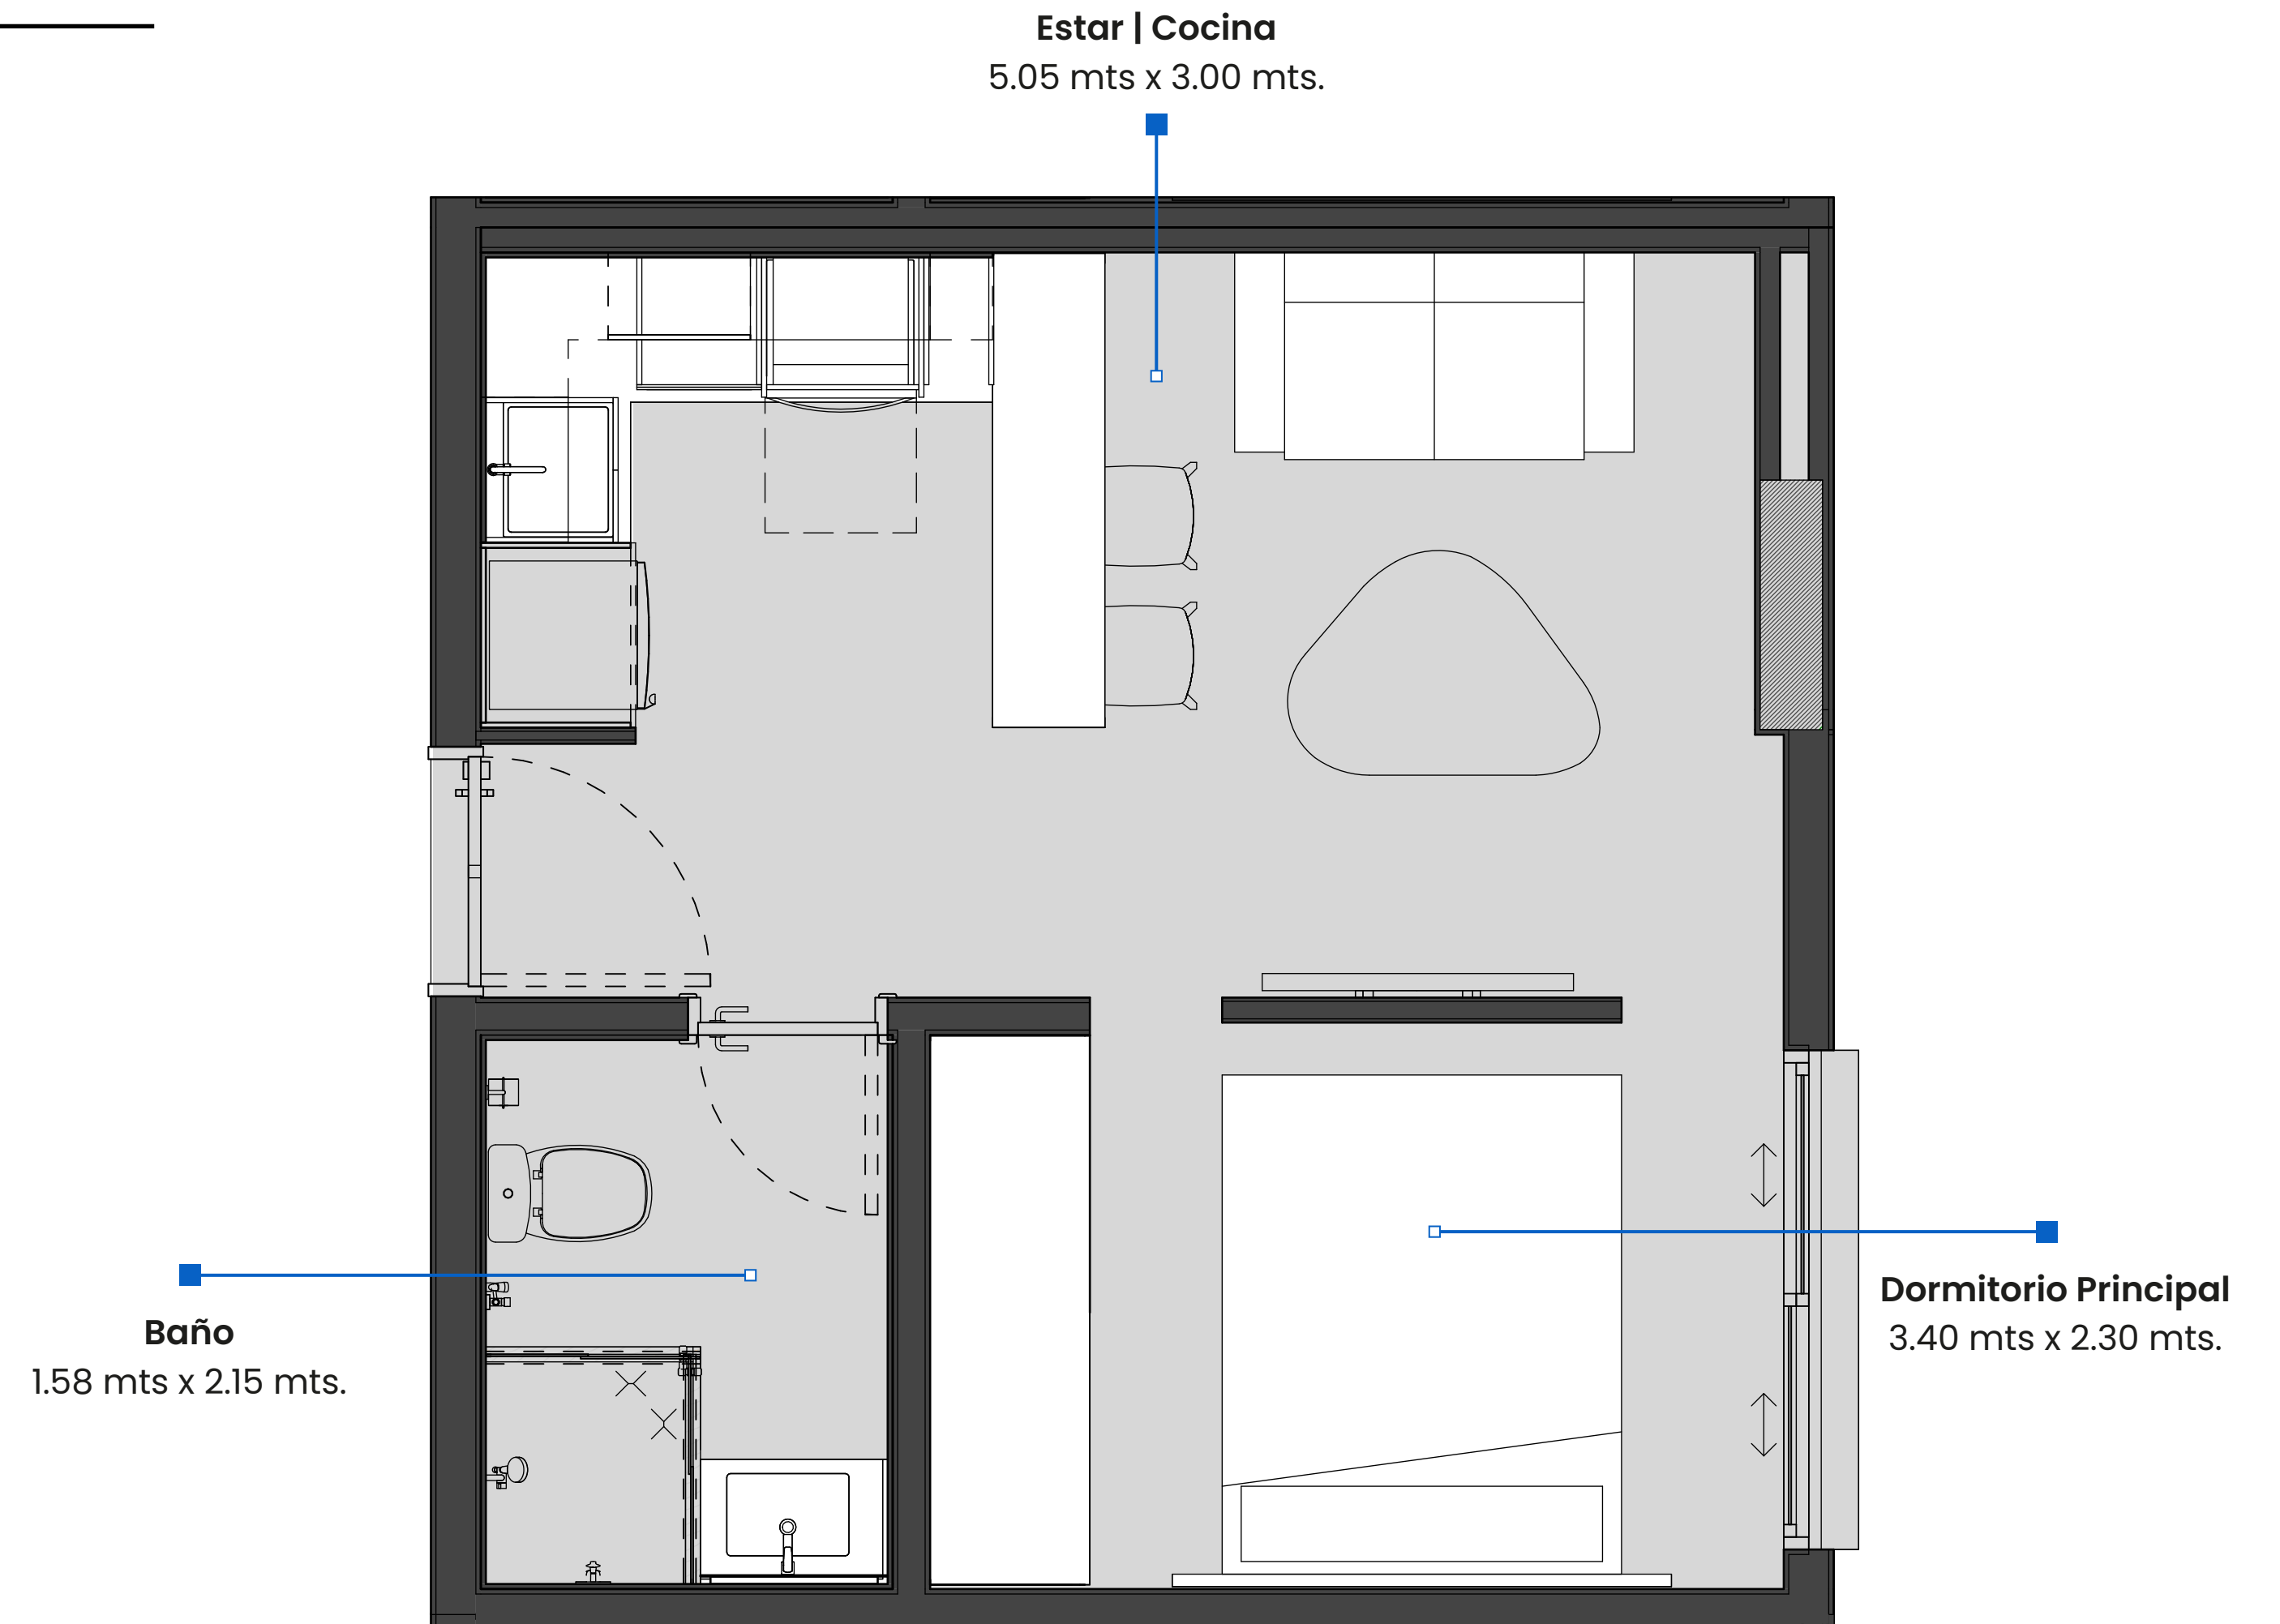 Estar | Cocina
5.05 mts x 3.00 mts.
Dormitorio Principal
3.40 mts x 2.30 mts.
Baño
1.58 mts x 2.15 mts.